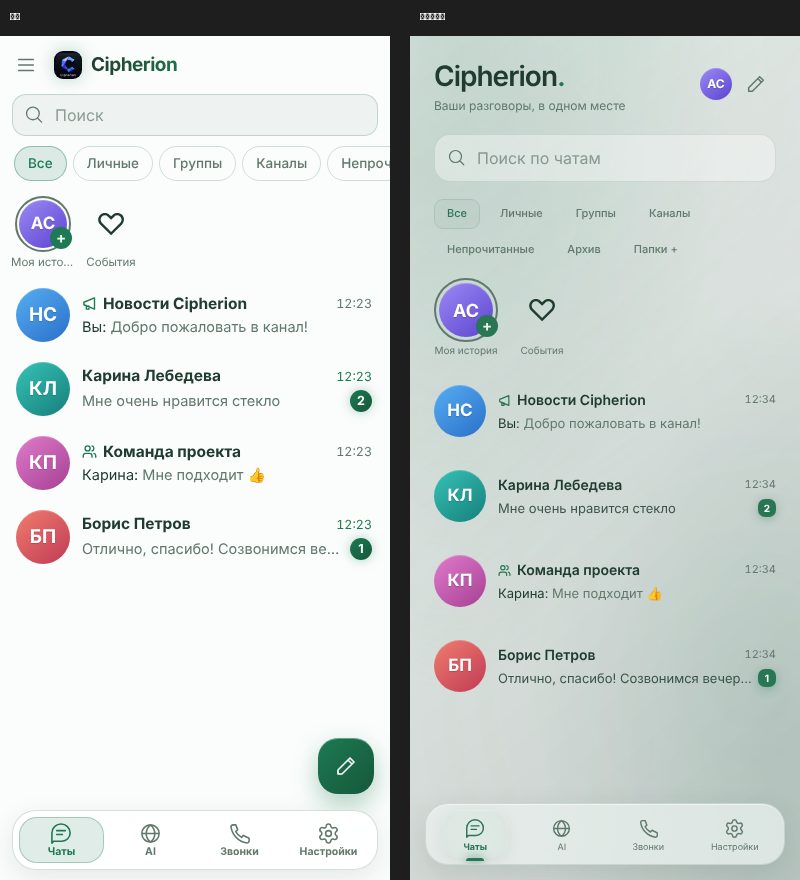 Cipherion
Поиск
Все
Личные
Группы
Каналы
Непроч
АС
+
Моя исто...
События
НС
Новости Cipherion
12:23
Вы: Добро пожаловать в канал!
КЛ
Карина Лебедева
12:23
Мне очень нравится стекло
2
КП
Команда проекта
12:23
Карина: Мне подходит 👍
БП
Борис Петров
12:23
Отлично, спасибо! Созвонимся ве...
1
Чаты
AI
Звонки
Настройки
Cipherion.
Ваши разговоры, в одном месте
АС
Поиск по чатам
Все
Личные
Группы
Каналы
Непрочитанные
Архив
Папки +
АС
+
Моя история
События
НС
Новости Cipherion
12:34
Вы: Добро пожаловать в канал!
КЛ
Карина Лебедева
12:34
Мне очень нравится стекло
2
КП
Команда проекта
12:34
Карина: Мне подходит 👍
БП
Борис Петров
12:34
Отлично, спасибо! Созвонимся вечер...
1
Чаты
AI
Звонки
Настройки